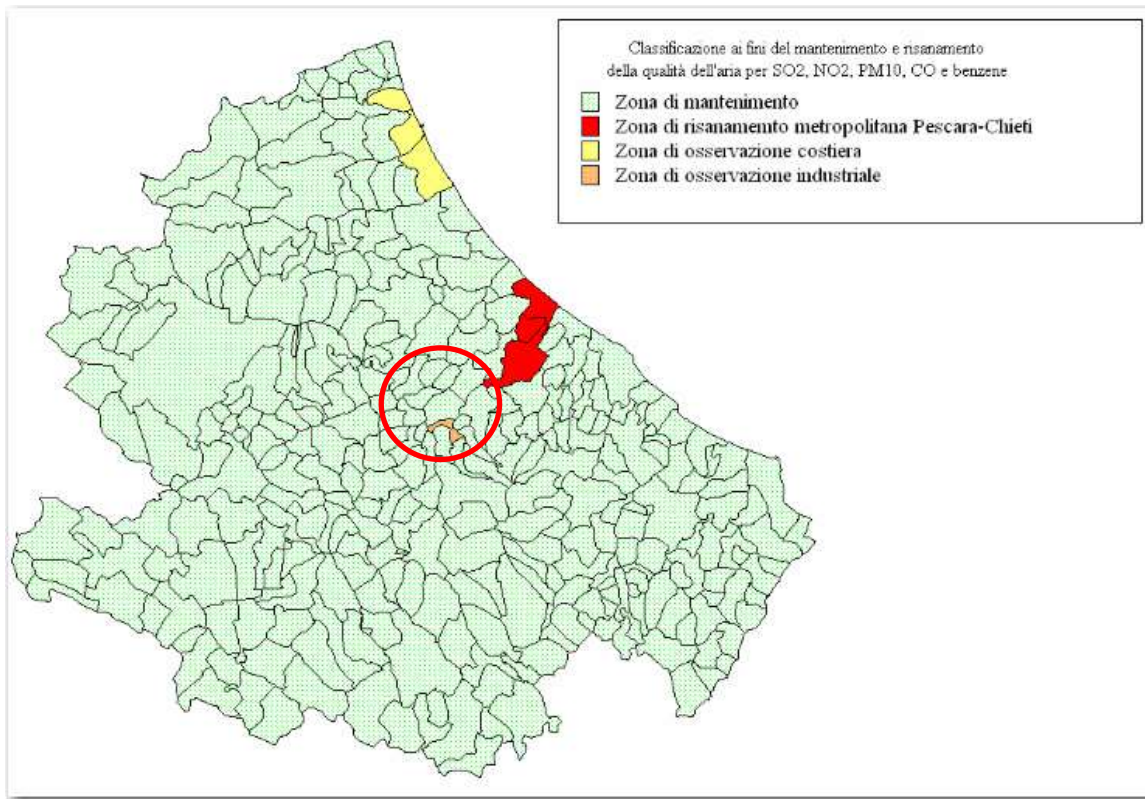 Classificazione ai fini del mantenimento e risanamento
della qualità dell'aria per SO2, NO2, PM10, CO e benzene
Zona di mantenimento
Zona di risanamemto metropolitana Pescara-Chieti
Zona di osservazione costiera
Zona di osservazione industriale